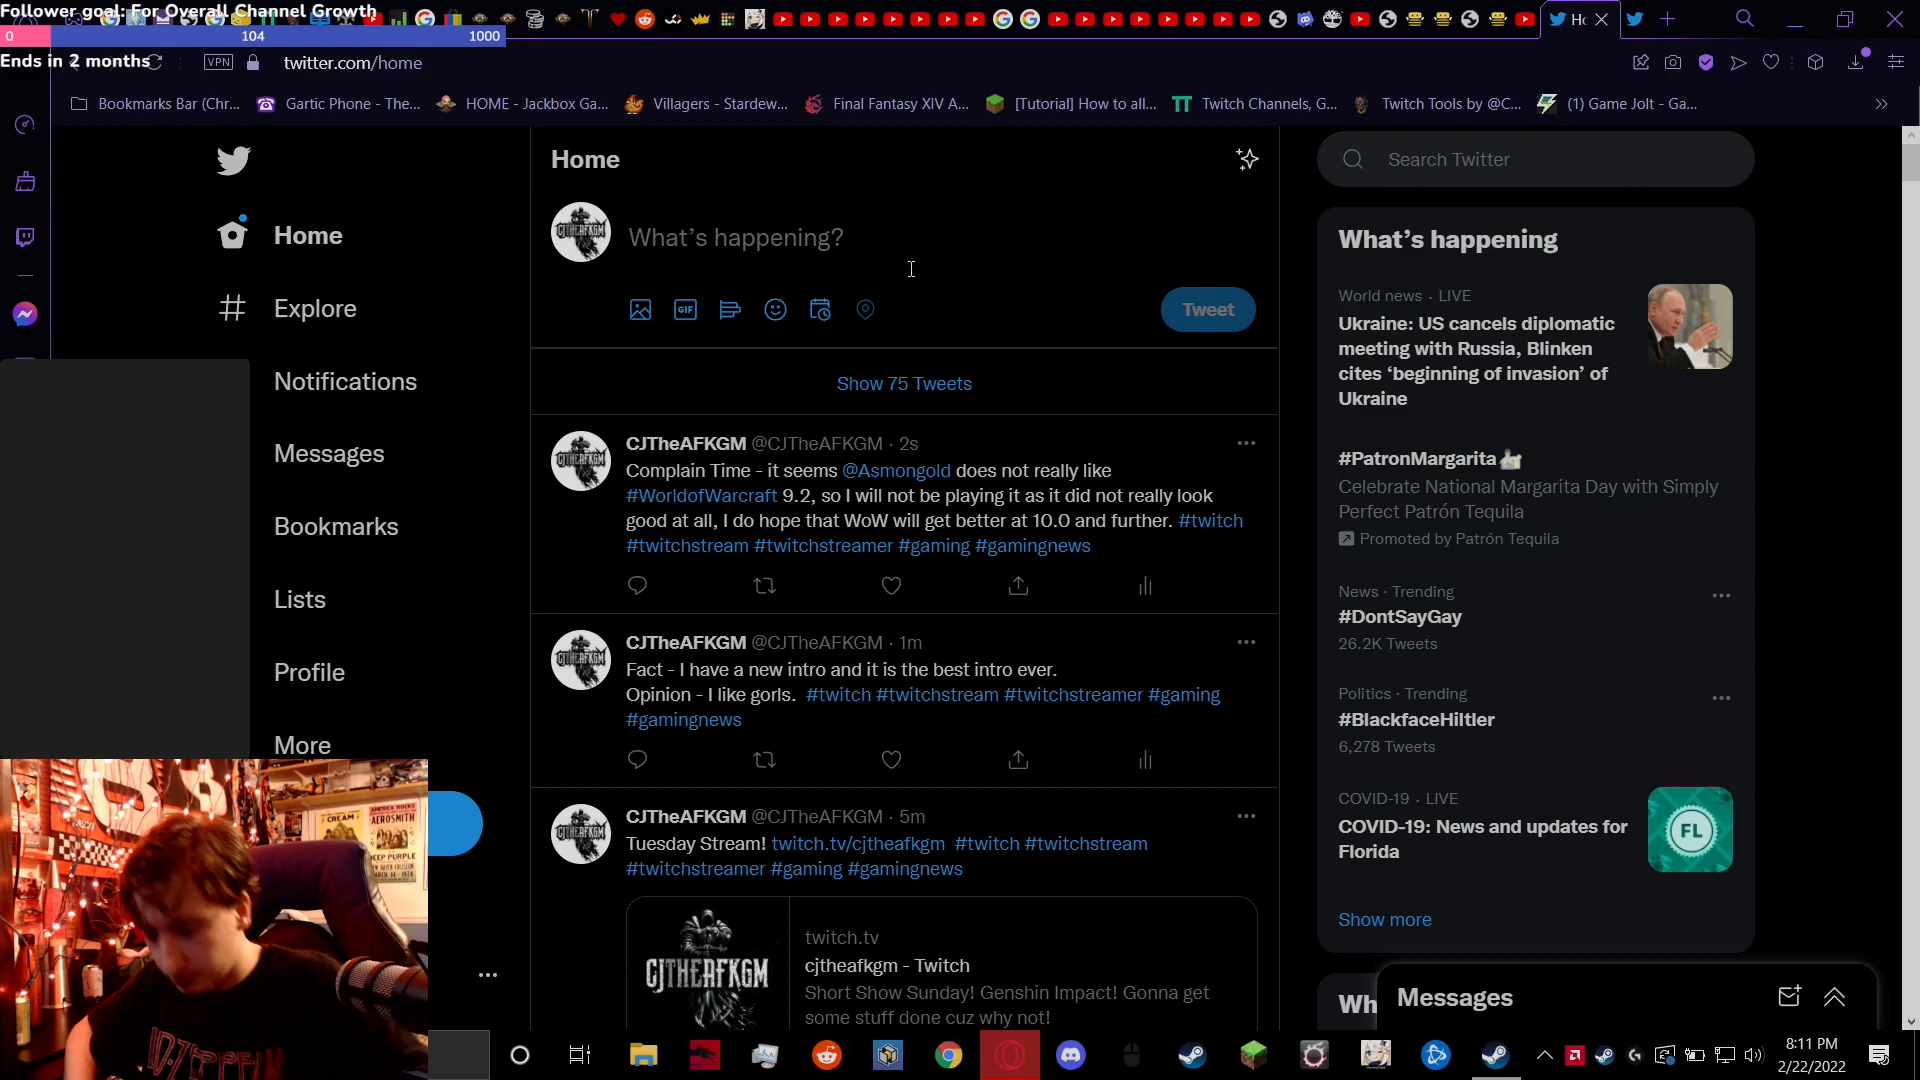 Follower goal: For Overall Channel Growth
0 104 1000
Ends in 2 months
Ho
VPN
twitter.com/home
Bookmarks Bar (Chr...
Gartic Phone - The...
HOME - Jackbox Ga...
Villagers - Stardew...
Final Fantasy XIV A...
[Tutorial] How to all...
Twitch Channels, G...
Twitch Tools by @C...
(1) Game Jolt - Ga...
Home
Explore
Notifications
Messages
Bookmarks
Lists
Profile
More
Home
What's happening?
GIF
Tweet
Show 75 Tweets
CJTheAFKGM @CJTheAFKGM · 2s
Complain Time - it seems @Asmongold does not really like
#WorldofWarcraft 9.2, so I will not be playing it as it did not really look
good at all, I do hope that WoW will get better at 10.0 and further. #twitch
#twitchstream #twitchstreamer #gaming #gamingnews
CJTheAFKGM @CJTheAFKGM · 1m
Fact - I have a new intro and it is the best intro ever.
Opinion - I like gorls. #twitch #twitchstream #twitchstreamer #gaming
#gamingnews
CJTheAFKGM @CJTheAFKGM · 5m
Tuesday Stream! twitch.tv/cjtheafkgm #twitch #twitchstream
#twitchstreamer #gaming #gamingnews
CJTHEAFKGM
twitch.tv
cjtheafkgm - Twitch
Short Show Sunday! Genshin Impact! Gonna get
some stuff done cuz why not!
Search Twitter
What's happening
World news · LIVE
Ukraine: US cancels diplomatic
meeting with Russia, Blinken
cites 'beginning of invasion' of
Ukraine
#PatronMargarita
Celebrate National Margarita Day with Simply
Perfect Patrón Tequila
Promoted by Patrón Tequila
News · Trending
#DontSayGay
26.2K Tweets
Politics · Trending
#BlackfaceHiltler
6,278 Tweets
COVID-19 · LIVE
COVID-19: News and updates for
Florida
FL
Show more
Wh
Messages
CREAM
AMERICA ROCKS
AEROSMITH
DEEP PURPLE
8:11 PM
2/22/2022